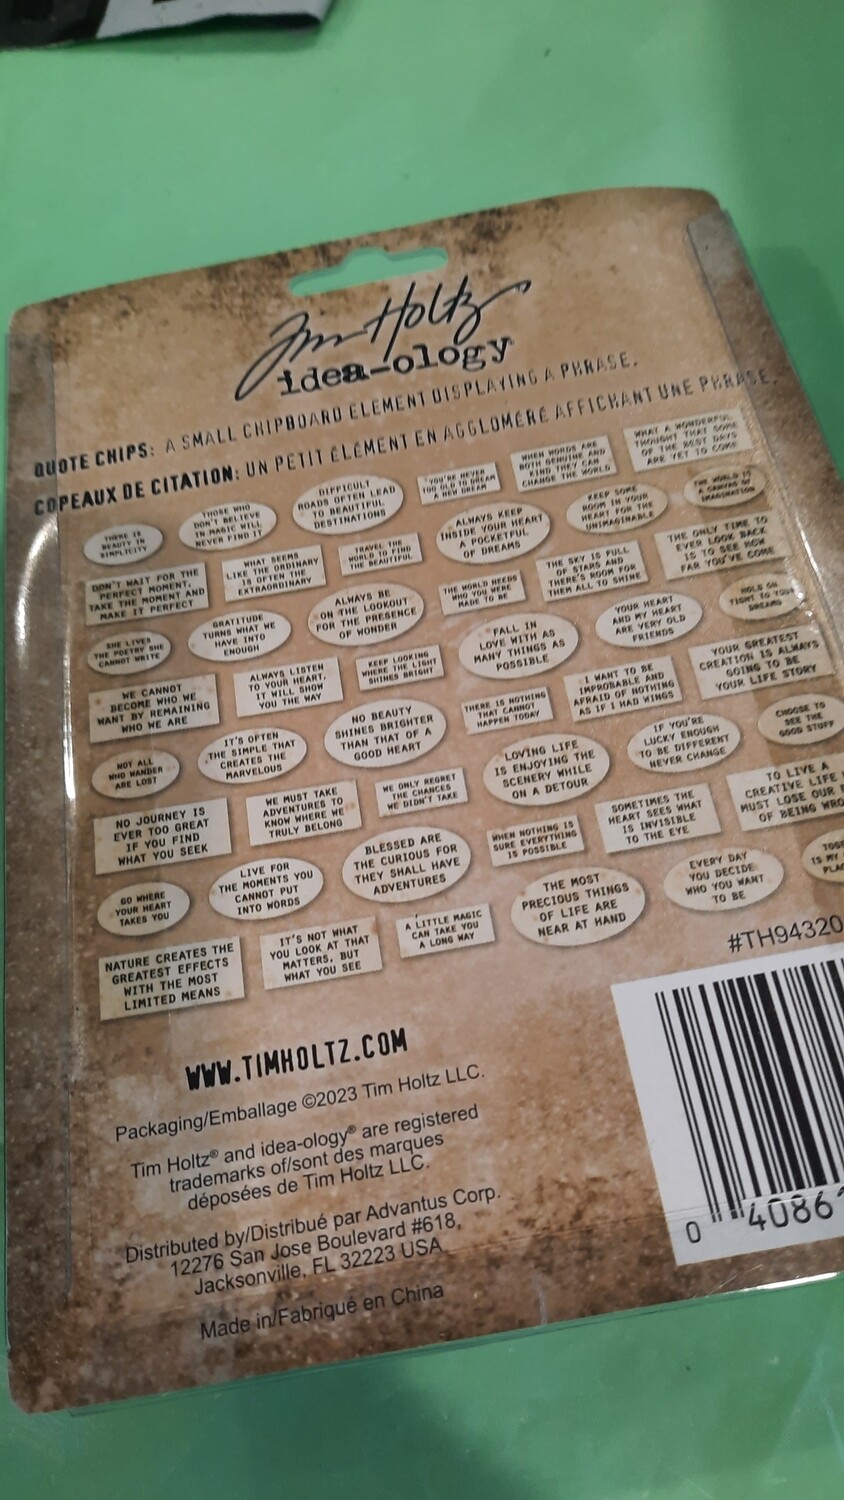 Tim Holtz
idea-ology
QUOTE CHIPS: A SMALL CHIPBOARD ELEMENT DISPLAYING A PHRASE.
COPEAUX DE CITATION: UN PETIT ÉLÉMENT EN AGGLOMÉRÉ AFFICHANT UNE PHRASE.
THERE IS
BEAUTY IN
SIMPLICITY
THOSE WHO
DON'T BELIEVE
IN MAGIC WILL
NEVER FIND IT
DIFFICULT
ROADS OFTEN LEAD
TO BEAUTIFUL
DESTINATIONS
YOU'RE NEVER
TOO OLD TO DREAM
A NEW DREAM
WHEN WORDS ARE
BOTH GENUINE AND
KIND THEY CAN
CHANGE THE WORLD
WHAT A WONDERFUL
THOUGHT THAT SOME
OF THE BEST DAYS
ARE YET TO COME
DON'T WAIT FOR THE
PERFECT MOMENT,
TAKE THE MOMENT AND
MAKE IT PERFECT
WHAT SEEMS
LIKE THE ORDINARY
IS OFTEN THE
EXTRAORDINARY
TRAVEL THE
WORLD TO FIND
THE BEAUTIFUL
ALWAYS KEEP
INSIDE YOUR HEART
A POCKETFUL
OF DREAMS
KEEP SOME
ROOM IN YOUR
HEART FOR THE
UNIMAGINABLE
THE WORLD IS
A CANVAS OF
IMAGINATION
SHE LIVES
THE POETRY SHE
CANNOT WRITE
GRATITUDE
TURNS WHAT WE
HAVE INTO
ENOUGH
ALWAYS BE
ON THE LOOKOUT
FOR THE PRESENCE
OF WONDER
THE WORLD NEEDS
WHO YOU WERE
MADE TO BE
THE SKY IS FULL
OF STARS AND
THERE'S ROOM FOR
THEM ALL TO SHINE
THE ONLY TIME TO
EVER LOOK BACK
IS TO SEE HOW
FAR YOU'VE COME
WE CANNOT
BECOME WHO WE
WANT BY REMAINING
WHO WE ARE
ALWAYS LISTEN
TO YOUR HEART,
IT WILL SHOW
YOU THE WAY
KEEP LOOKING
WHERE THE LIGHT
SHINES BRIGHT
FALL IN
LOVE WITH AS
MANY THINGS AS
POSSIBLE
YOUR HEART
AND MY HEART
ARE VERY OLD
FRIENDS
HOLD ON
TIGHT TO YOUR
DREAMS
NOT ALL
WHO WANDER
ARE LOST
IT'S OFTEN
THE SIMPLE THAT
CREATES THE
MARVELOUS
NO BEAUTY
SHINES BRIGHTER
THAN THAT OF A
GOOD HEART
THERE IS NOTHING
THAT CANNOT
HAPPEN TODAY
I WANT TO BE
IMPROBABLE AND
AFRAID OF NOTHING
AS IF I HAD WINGS
YOUR GREATEST
CREATION IS ALWAYS
GOING TO BE
YOUR LIFE STORY
NO JOURNEY IS
EVER TOO GREAT
IF YOU FIND
WHAT YOU SEEK
WE MUST TAKE
ADVENTURES TO
KNOW WHERE WE
TRULY BELONG
WE ONLY REGRET
THE CHANCES
WE DIDN'T TAKE
LOVING LIFE
IS ENJOYING THE
SCENERY WHILE
ON A DETOUR
IF YOU'RE
LUCKY ENOUGH
TO BE DIFFERENT
NEVER CHANGE
CHOOSE TO
SEE THE
GOOD STUFF
GO WHERE
YOUR HEART
TAKES YOU
LIVE FOR
THE MOMENTS YOU
CANNOT PUT
INTO WORDS
BLESSED ARE
THE CURIOUS FOR
THEY SHALL HAVE
ADVENTURES
WHEN NOTHING IS
SURE EVERYTHING
IS POSSIBLE
SOMETIMES THE
HEART SEES WHAT
IS INVISIBLE
TO THE EYE
TO LIVE A
CREATIVE LIFE
MUST LOSE OUR
OF BEING
NATURE CREATES THE
GREATEST EFFECTS
WITH THE MOST
LIMITED MEANS
IT'S NOT WHAT
YOU LOOK AT THAT
MATTERS, BUT
WHAT YOU SEE
A LITTLE MAGIC
CAN TAKE YOU
A LONG WAY
THE MOST
PRECIOUS THINGS
OF LIFE ARE
NEAR AT HAND
EVERY DAY
YOU DECIDE
WHO YOU WANT
TO BE
IS MY
#TH94320
WWW.TIMHOLTZ.COM
Packaging/Emballage ©2023 Tim Holtz LLC.
Tim Holtz® and idea-ology® are registered
trademarks of/sont des marques
déposées de Tim Holtz LLC.
Distributed by/Distribué par Advantus Corp.
12276 San Jose Boulevard #618,
Jacksonville, FL 32223 USA
Made in/Fabriqué en China
0 40861